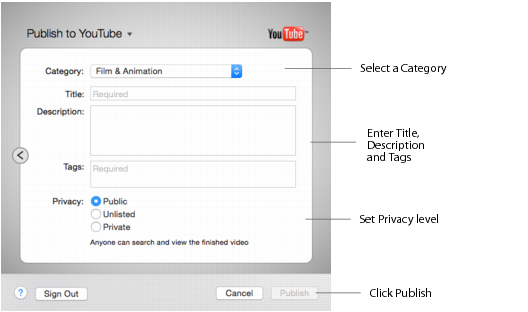 Publish to YouTube
YouTube™
Category: Film & Animation
Select a Category
Title: Required
Description:
Enter Title,
Description
and Tags
Tags: Required
Privacy: Public
Unlisted
Set Privacy level
Private
Anyone can search and view the finished video
? Sign Out Cancel Publish
Click Publish